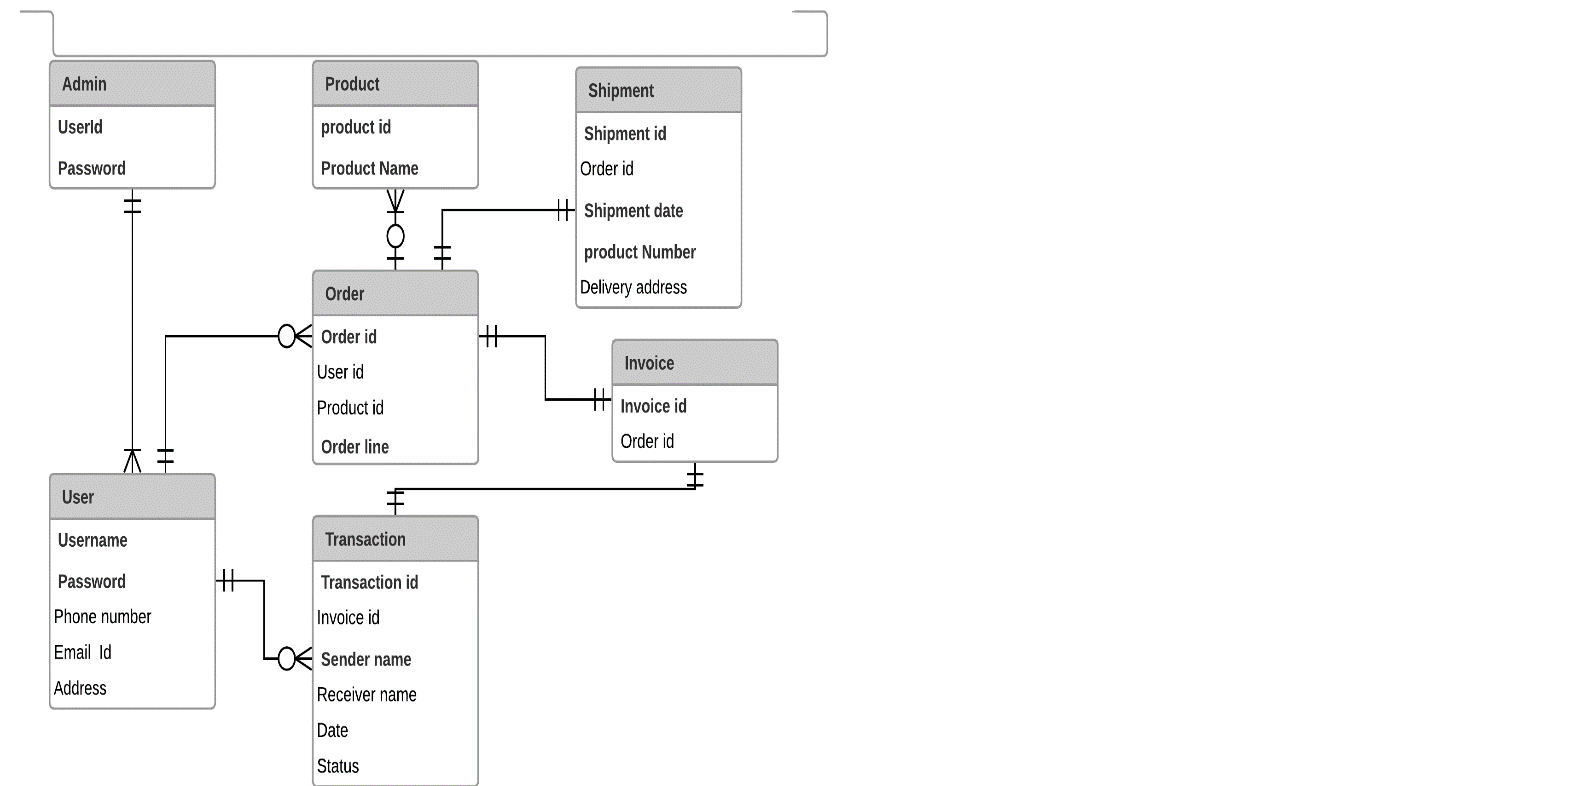 Admin
UserId
Password
Product
product id
Product Name
Shipment
Shipment id
Order id
Shipment date
product Number
Delivery address
Order
Order id
User id
Product id
Order line
Invoice
Invoice id
Order id
User
Username
Password
Phone number
Email Id
Address
Transaction
Transaction id
Invoice id
Sender name
Receiver name
Date
Status